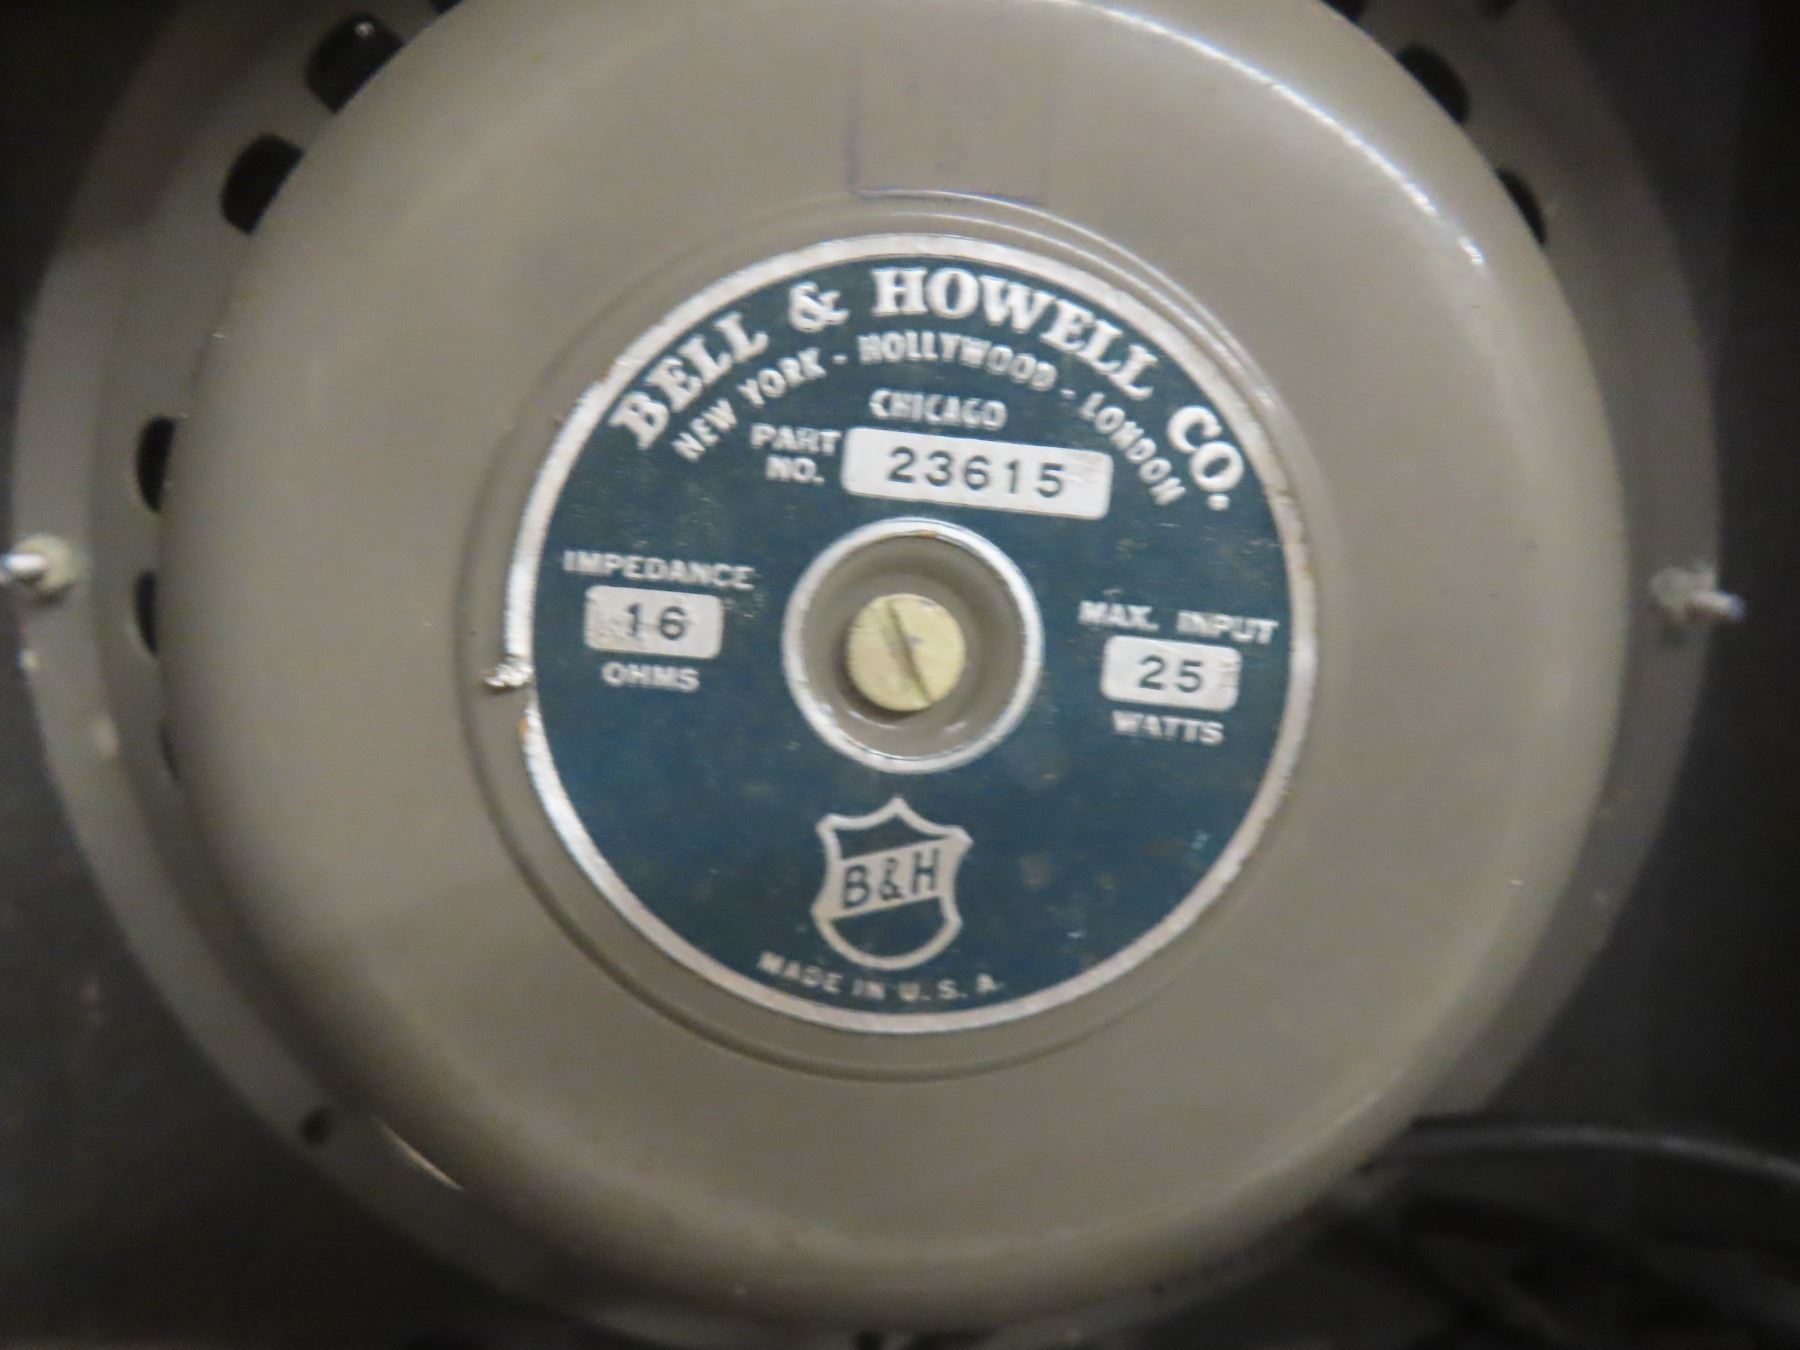 BELL & HOWELL CO.
NEW YORK - HOLLYWOOD - LONDON
CHICAGO
PART NO. 23615
IMPEDANCE
16
OHMS
MAX. INPUT
25
WATTS
B&H
MADE IN U.S.A.